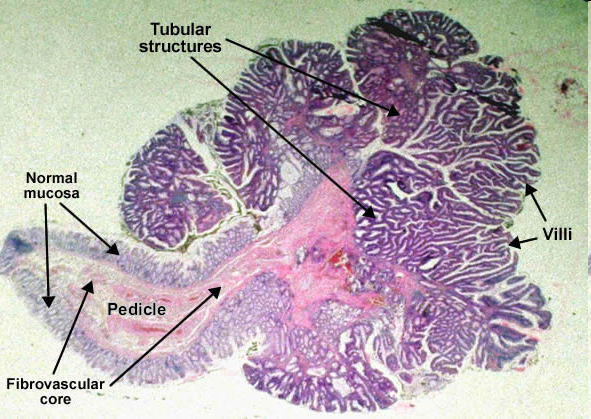 Tubular
structures
Normal
mucosa
Villi
Pedicle
Fibrovascular
core